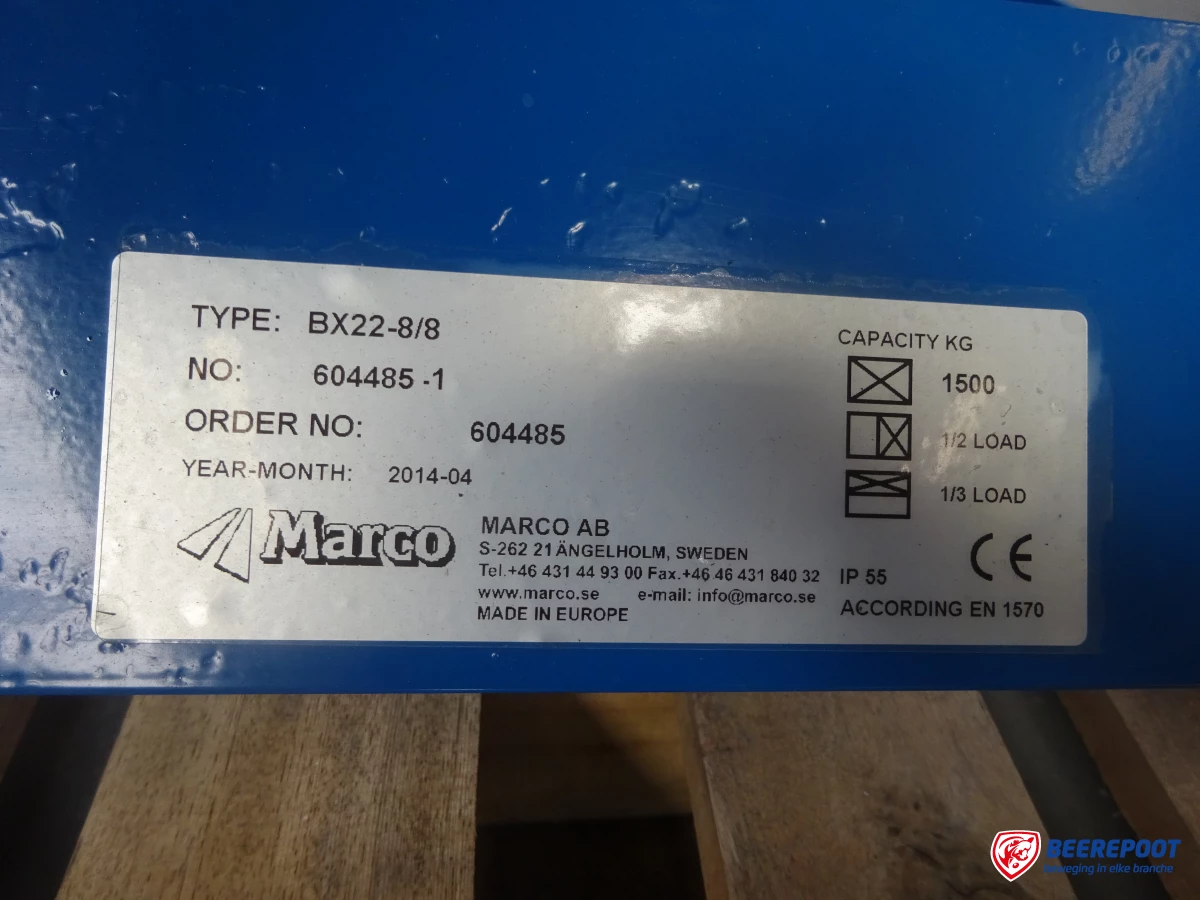 TYPE: BX22-8/8
NO: 604485 -1
ORDER NO: 604485
YEAR-MONTH: 2014-04
Marco
MARCO AB
S-262 21 ÄNGELHOLM, SWEDEN
Tel.+46 431 44 93 00 Fax.+46 46 431 840 32
www.marco.se e-mail: info@marco.se
MADE IN EUROPE
CAPACITY KG
1500
1/2 LOAD
1/3 LOAD
CE
IP 55
ACCORDING EN 1570
BEEREPOOT
beweging in elke branche